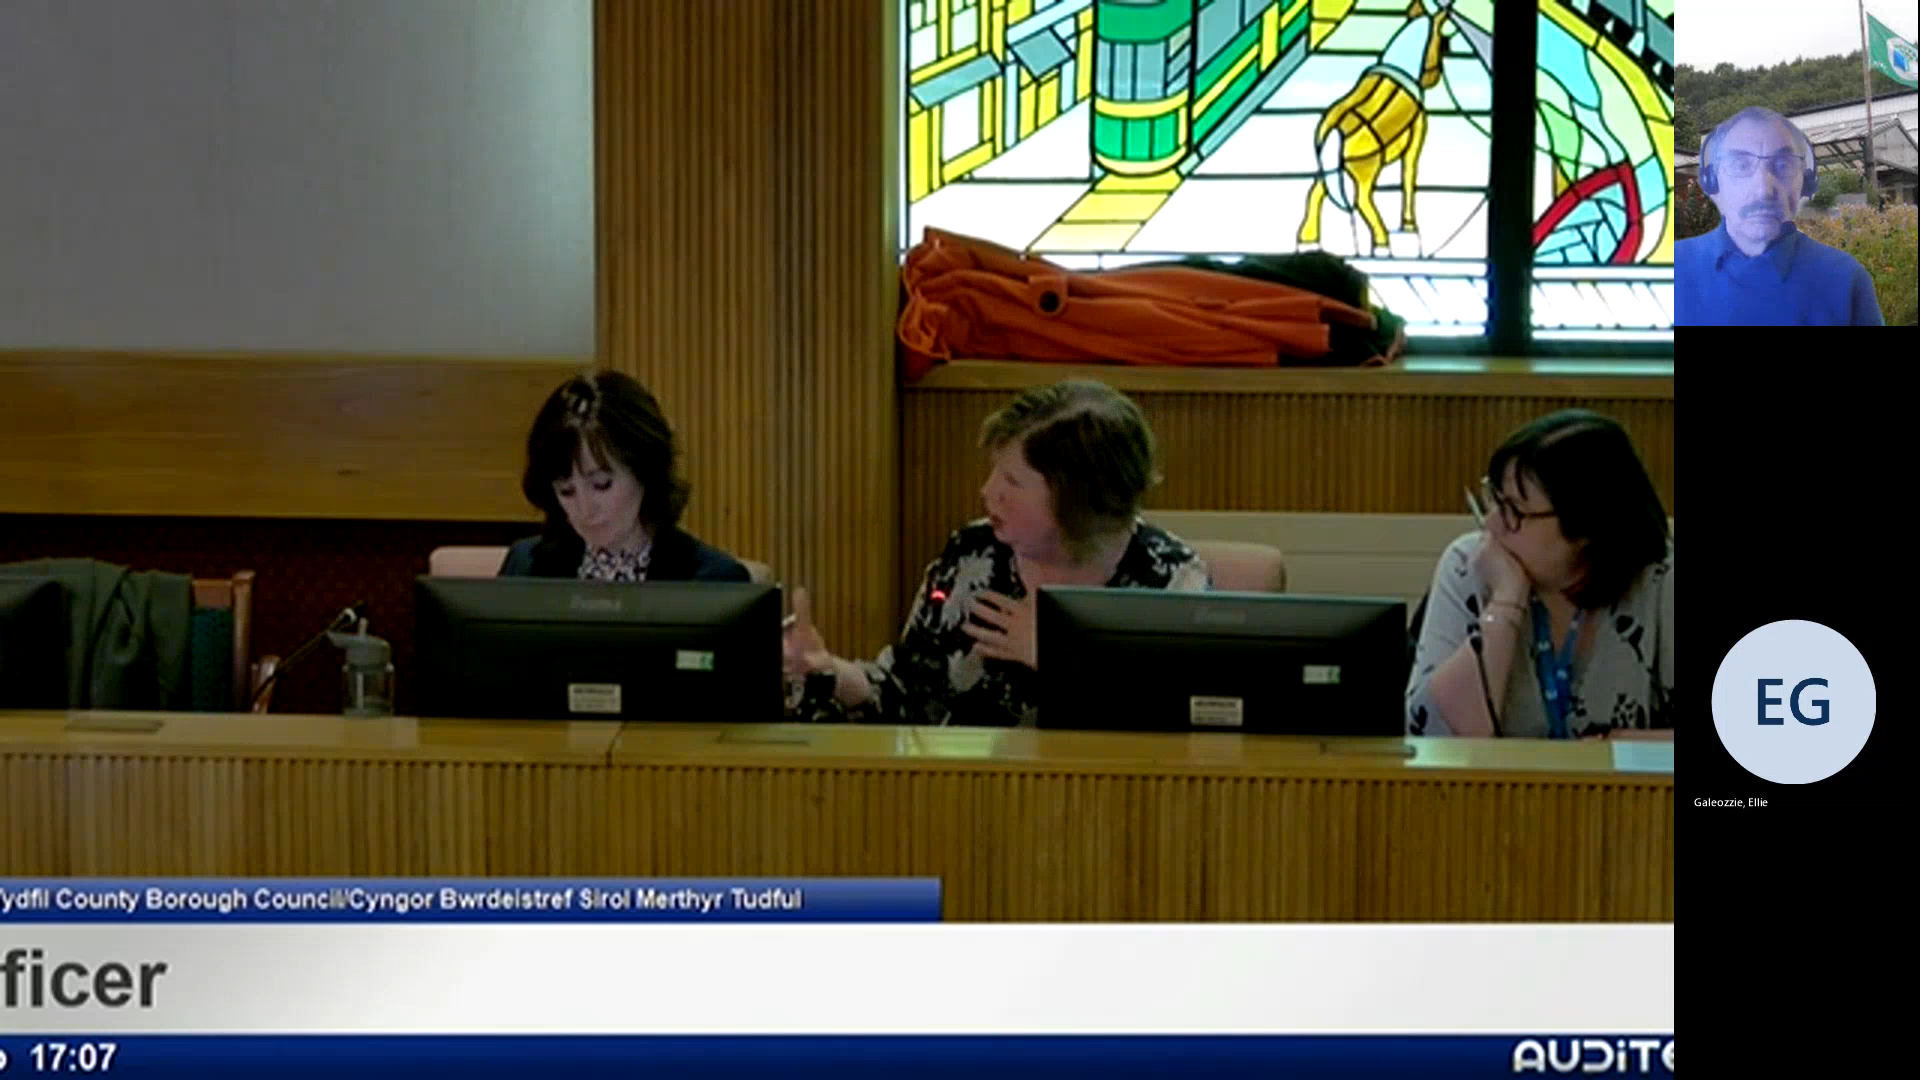 EG
Galeozzie, Ellie
ydfil County Borough Council/Cyngor Bwrdeistref Sirol Merthyr Tudful
ficer
17:07
AUDiTE